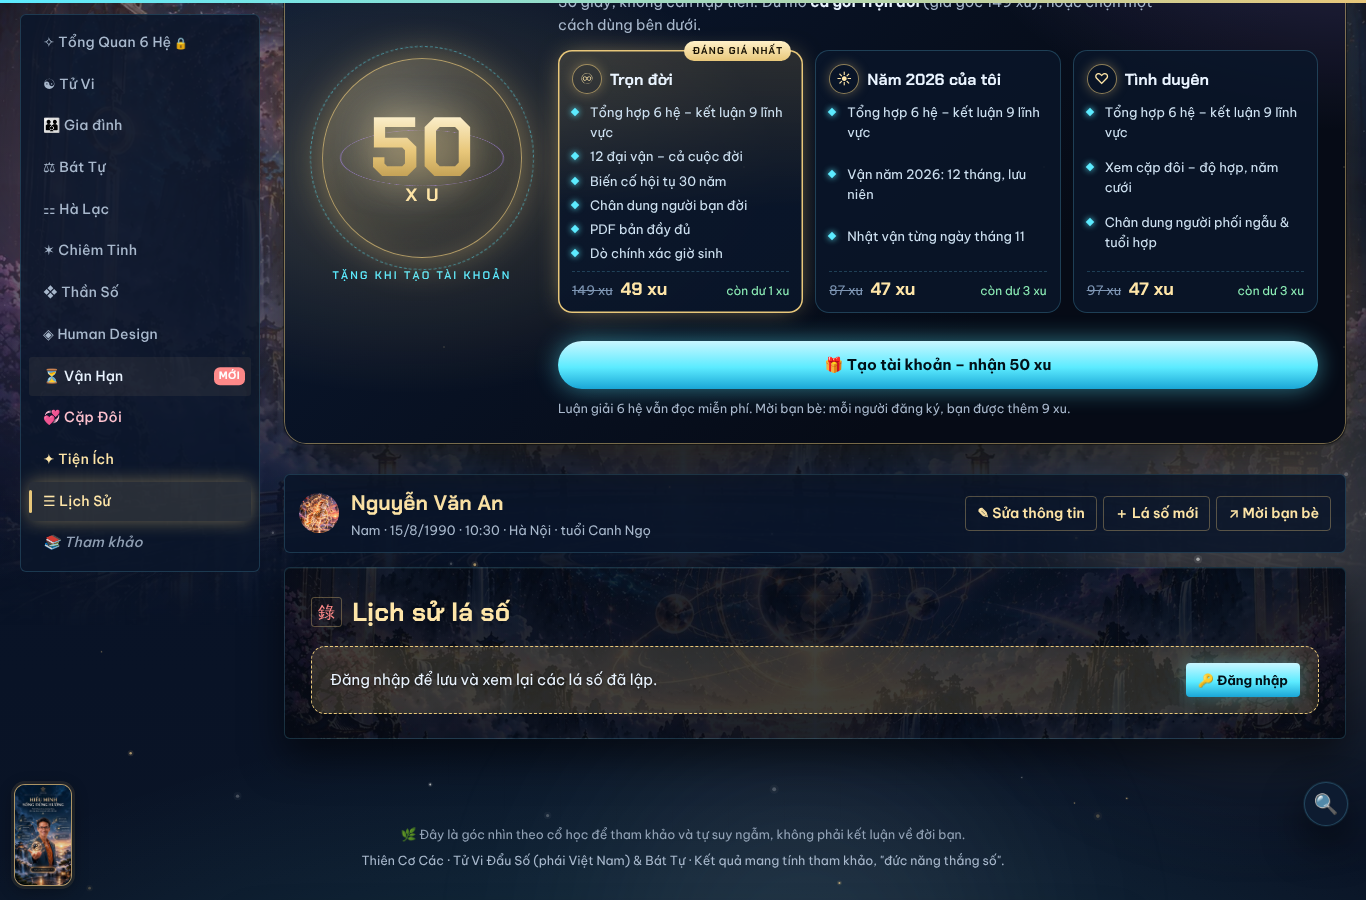 ✧ Tổng Quan 6 Hệ 🔒
☯ Tử Vi
👪 Gia đình
⚖ Bát Tự
⚏ Hà Lạc
✶ Chiêm Tinh
❖ Thần Số
◈ Human Design
⏳ Vận Hạn MỚI
💞 Cặp Đôi
✦ Tiện Ích
☰ Lịch Sử
📚 Tham khảo
cách dùng bên dưới.
50
XU
TẶNG KHI TẠO TÀI KHOẢN
ĐÁNG GIÁ NHẤT
♾ Trọn đời
Tổng hợp 6 hệ – kết luận 9 lĩnh
vực
12 đại vận – cả cuộc đời
Biến cố hội tụ 30 năm
Chân dung người bạn đời
PDF bản đầy đủ
Dò chính xác giờ sinh
149 xu 49 xu còn dư 1 xu
☀ Năm 2026 của tôi
Tổng hợp 6 hệ – kết luận 9 lĩnh
vực
Vận năm 2026: 12 tháng, lưu
niên
Nhật vận từng ngày tháng 11
87 xu 47 xu còn dư 3 xu
♡ Tình duyên
Tổng hợp 6 hệ – kết luận 9 lĩnh
vực
Xem cặp đôi – độ hợp, năm
cưới
Chân dung người phối ngẫu &
tuổi hợp
97 xu 47 xu còn dư 3 xu
🎁 Tạo tài khoản – nhận 50 xu
Luận giải 6 hệ vẫn đọc miễn phí. Mời bạn bè: mỗi người đăng ký, bạn được thêm 9 xu.
Nguyễn Văn An
Nam · 15/8/1990 · 10:30 · Hà Nội · tuổi Canh Ngọ
✎ Sửa thông tin
+ Lá số mới
↗ Mời bạn bè
錄 Lịch sử lá số
Đăng nhập để lưu và xem lại các lá số đã lập.
🔑 Đăng nhập
HIỂU MÌNH
🌿 Đây là góc nhìn theo cổ học để tham khảo và tự suy ngẫm, không phải kết luận về đời bạn.
Thiên Cơ Các · Tử Vi Đẩu Số (phái Việt Nam) & Bát Tự · Kết quả mang tính tham khảo, "đức năng thắng số".